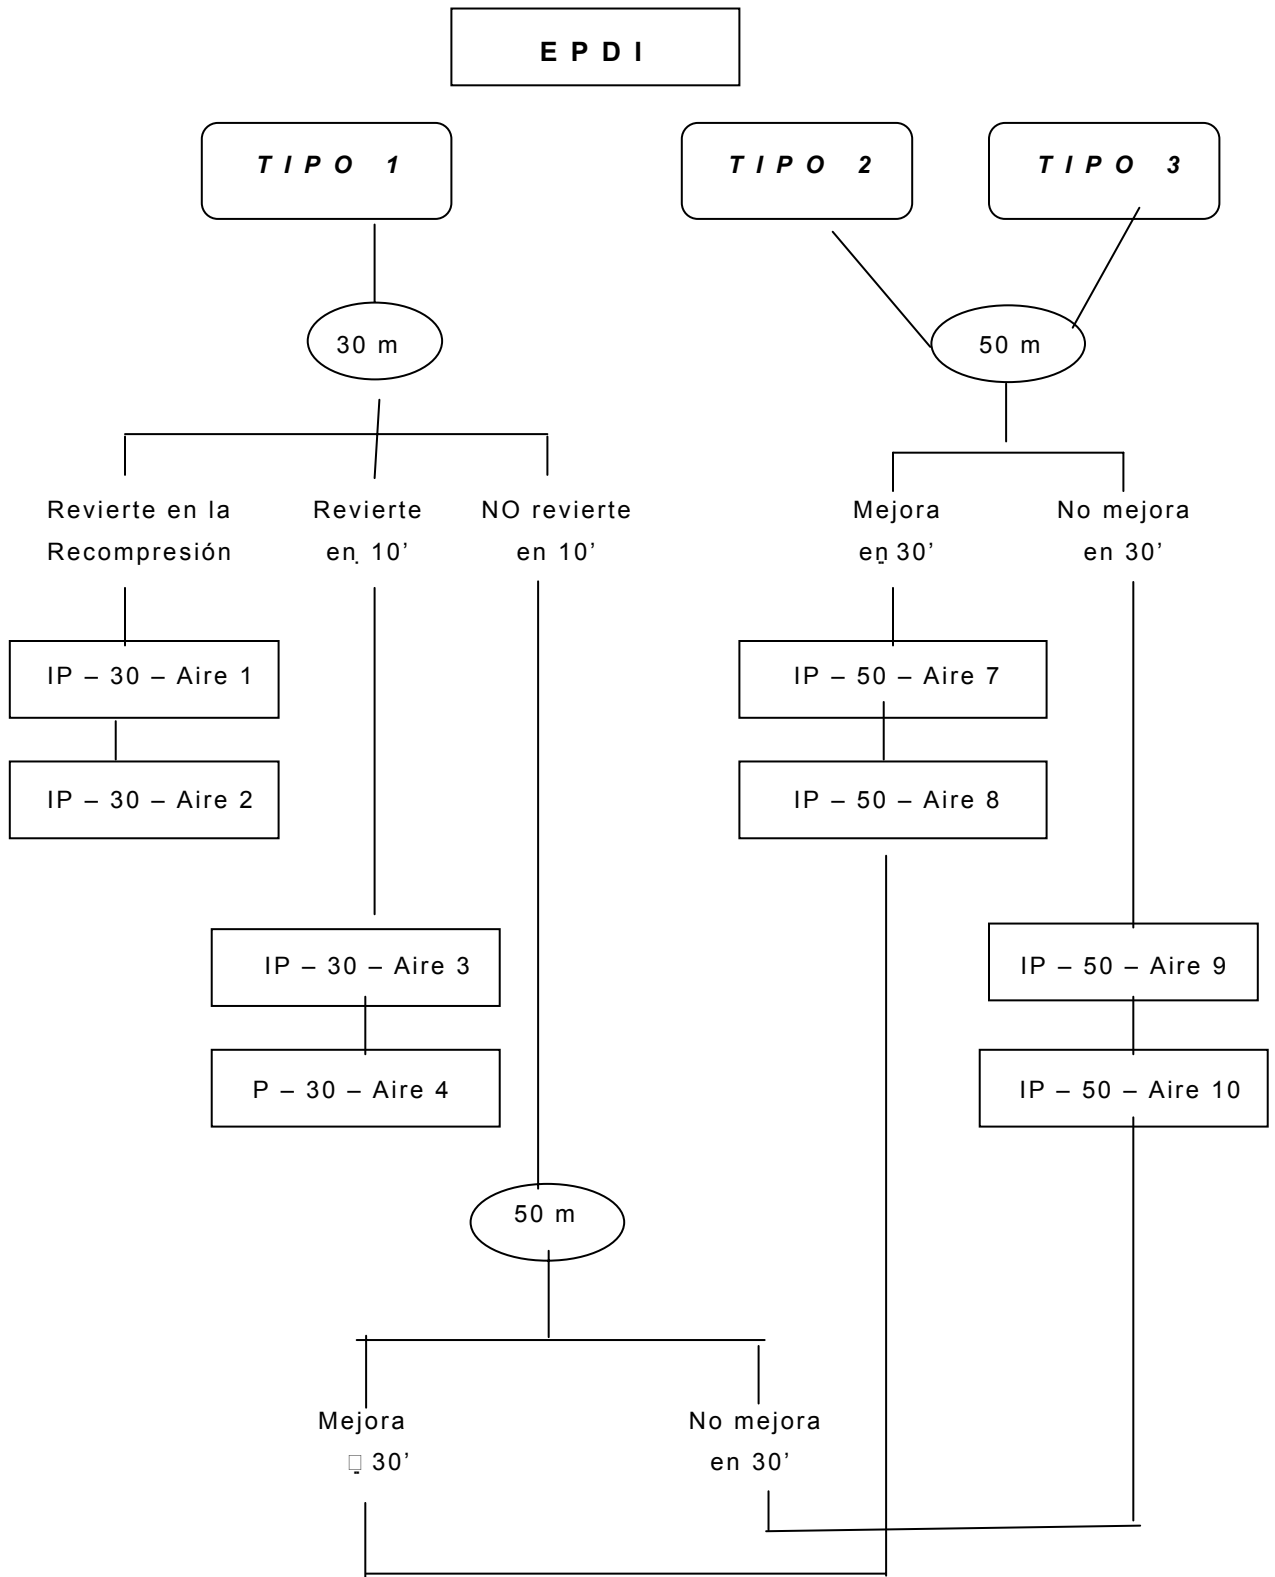 E P D I
TIPO 1
TIPO 2
TIPO 3
30 m
50 m
Revierte en la
Recompresión
Revierte
en 10’
NO revierte
en 10’
Mejora
en 30’
No mejora
en 30’
IP – 30 – Aire 1
IP – 50 – Aire 7
IP – 30 – Aire 2
IP – 50 – Aire 8
IP – 30 – Aire 3
IP – 50 – Aire 9
P – 30 – Aire 4
IP – 50 – Aire 10
50 m
Mejora
30’
No mejora
en 30’